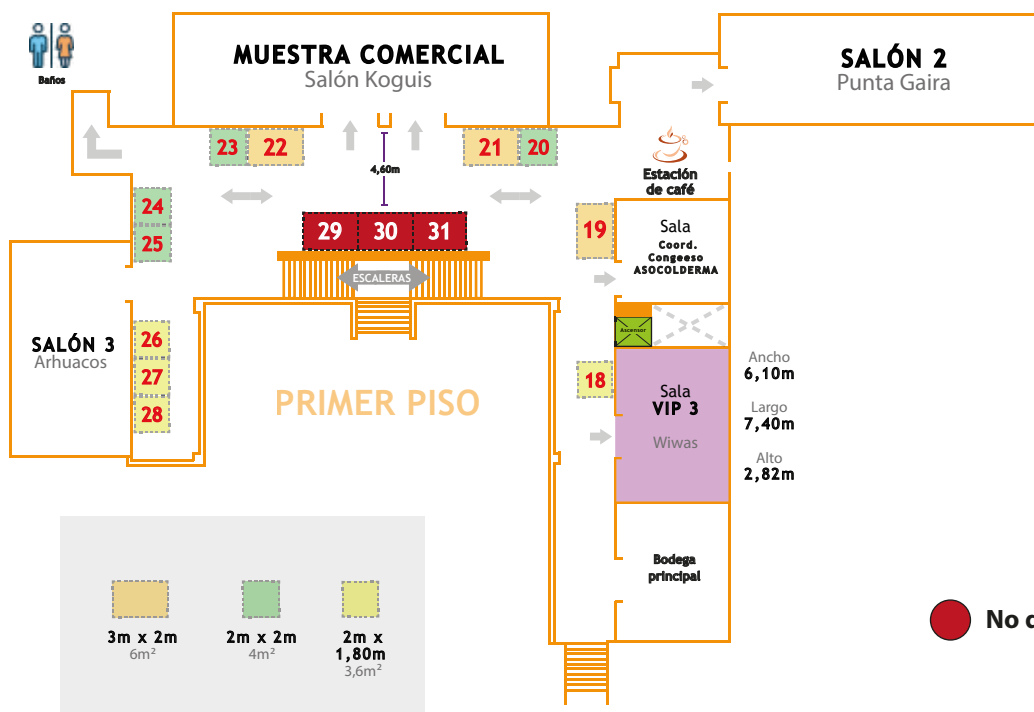 Baños
MUESTRA COMERCIAL
Salón Koguis
SALÓN 2
Punta Gaira
23
22
21
20
4,60m
Estación
de café
24
25
29
30
31
19
Sala
Coord.
Congeeso
ASOCOLDERMA
ESCALERAS
Ascensor
SALÓN 3
Arhuacos
26
27
28
PRIMER PISO
18
Sala
VIP 3
Wiwas
Ancho
6,10m
Largo
7,40m
Alto
2,82m
Bodega
principal
3m x 2m
6m²
2m x 2m
4m²
2m x
1,80m
3,6m²
No